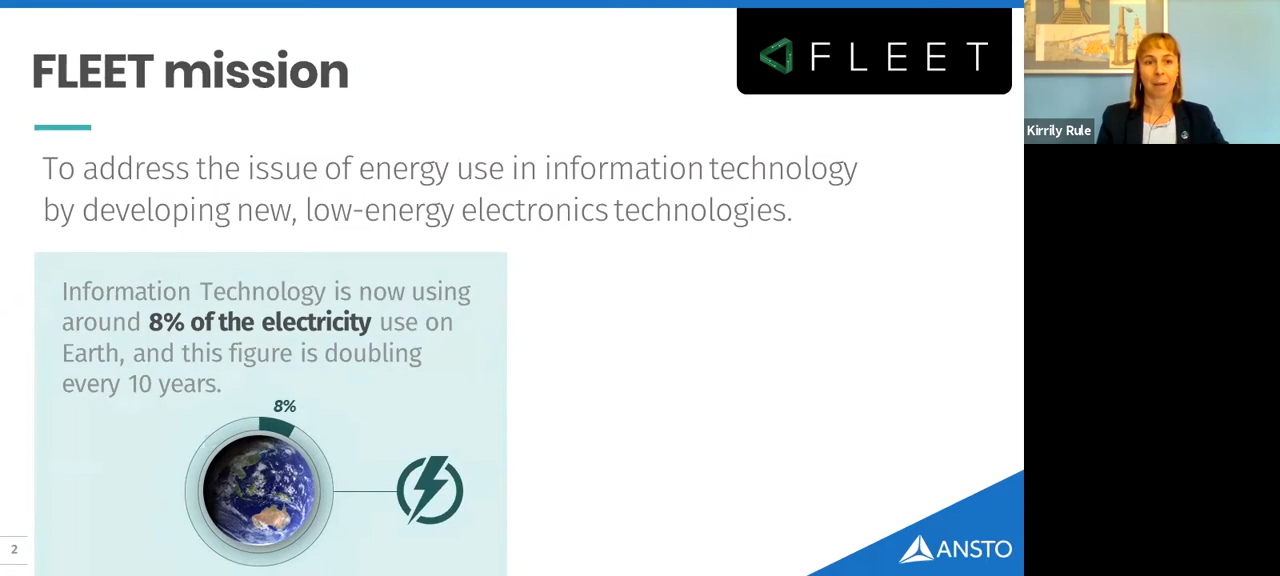 FLEET mission
FLEET
Kirrily Rule
To address the issue of energy use in information technology
by developing new, low-energy electronics technologies.
Information Technology is now using
around 8% of the electricity use on
Earth, and this figure is doubling
every 10 years.
8%
2
ANSTO